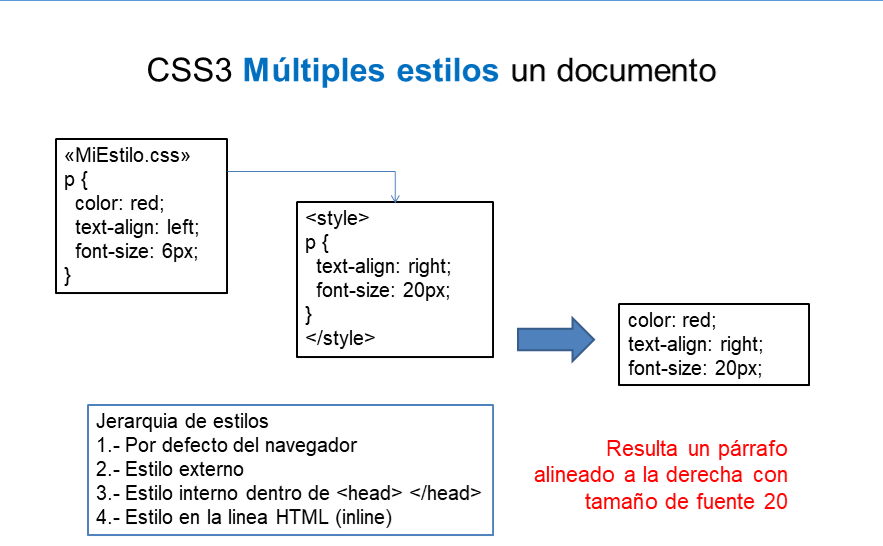 CSS3 Múltiples estilos un documento
«MiEstilo.css»
p {
color: red;
text-align: left;
font-size: 6px;
}
<style>
p {
text-align: right;
font-size: 20px;
}
</style>
color: red;
text-align: right;
font-size: 20px;
Jerarquia de estilos
1.- Por defecto del navegador
2.- Estilo externo
3.- Estilo interno dentro de <head> </head>
4.- Estilo en la linea HTML (inline)
Resulta un párrafo
alineado a la derecha con
tamaño de fuente 20